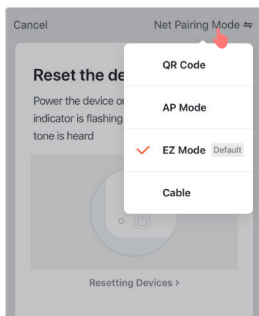 Cancel
Net Pairing Mode ⇋
Reset the de
Power the device on
indicator is flashing
tone is heard
QR Code
AP Mode
EZ Mode Default
Cable
Resetting Devices >